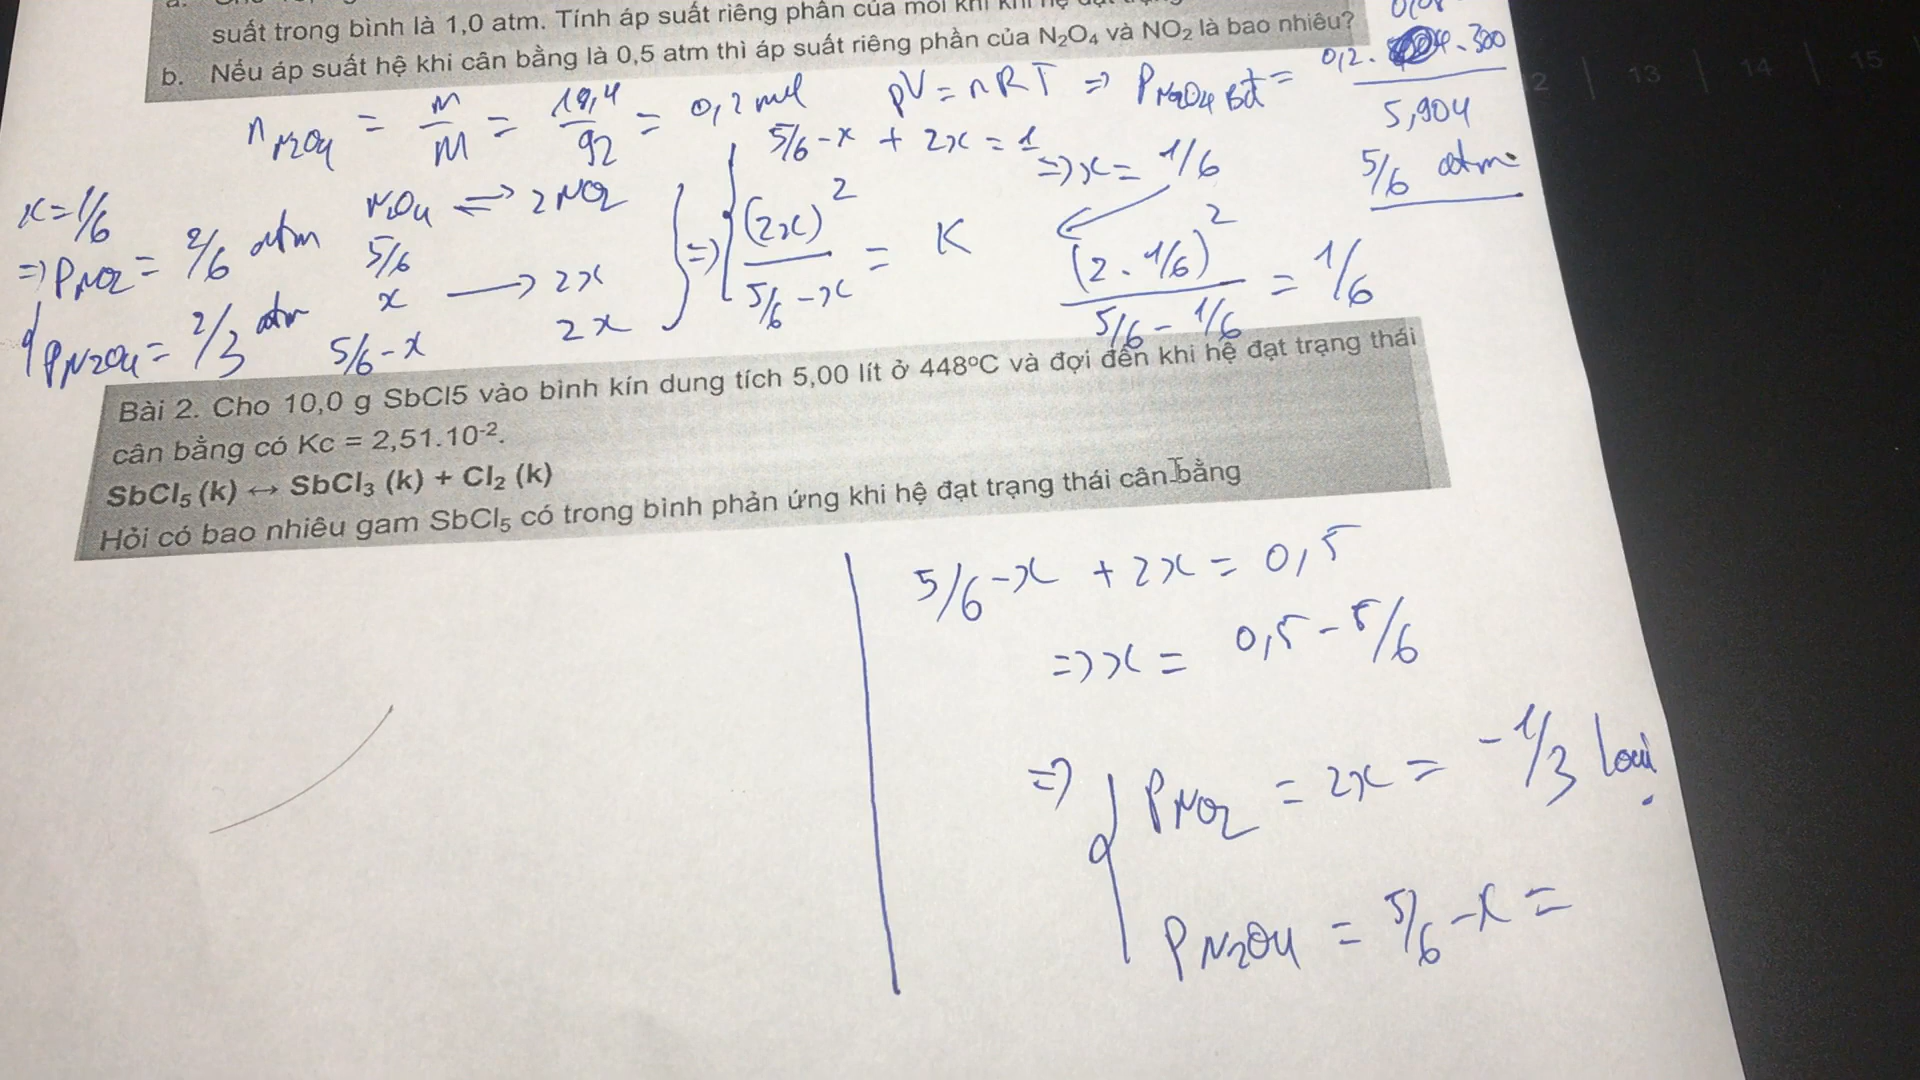 suất trong bình là 1,0 atm. Tính áp suất riêng phần của mỗi khí khi hệ đạt
b. Nếu áp suất hệ khi cân bằng là 0,5 atm thì áp suất riêng phần của N₂O₄ và NO₂ là bao nhiêu?
n N2O4 = m/M = 18,4/92 = 0,2 mol
pV = nRT => P N2O4 bđ = 0,2. .300 / 5,904
5/6 atm
5/6 - x + 2x = 1 => x = 1/6
N2O4 ⇌ 2NO2
5/6
x → 2x
5/6 - x 2x
=> (2x)² / 5/6 - x = K
(2 . 1/6)² / 5/6 - 1/6 = 1/6
x = 1/6
=> P NO2 = 2/6 atm
P N2O4 = 2/3 atm
Bài 2. Cho 10,0 g SbCl5 vào bình kín dung tích 5,00 lít ở 448ºC và đợi đến khi hệ đạt trạng thái
cân bằng có Kc = 2,51.10⁻².
SbCl₅ (k) ↔ SbCl₃ (k) + Cl₂ (k)
Hỏi có bao nhiêu gam SbCl₅ có trong bình phản ứng khi hệ đạt trạng thái cân bằng
5/6 - x + 2x = 0,5
=> x = 0,5 - 5/6
=> P NO2 = 2x = - 1/3 loại
P N2O4 = 5/6 - x =
12 | 13 | 14 | 15